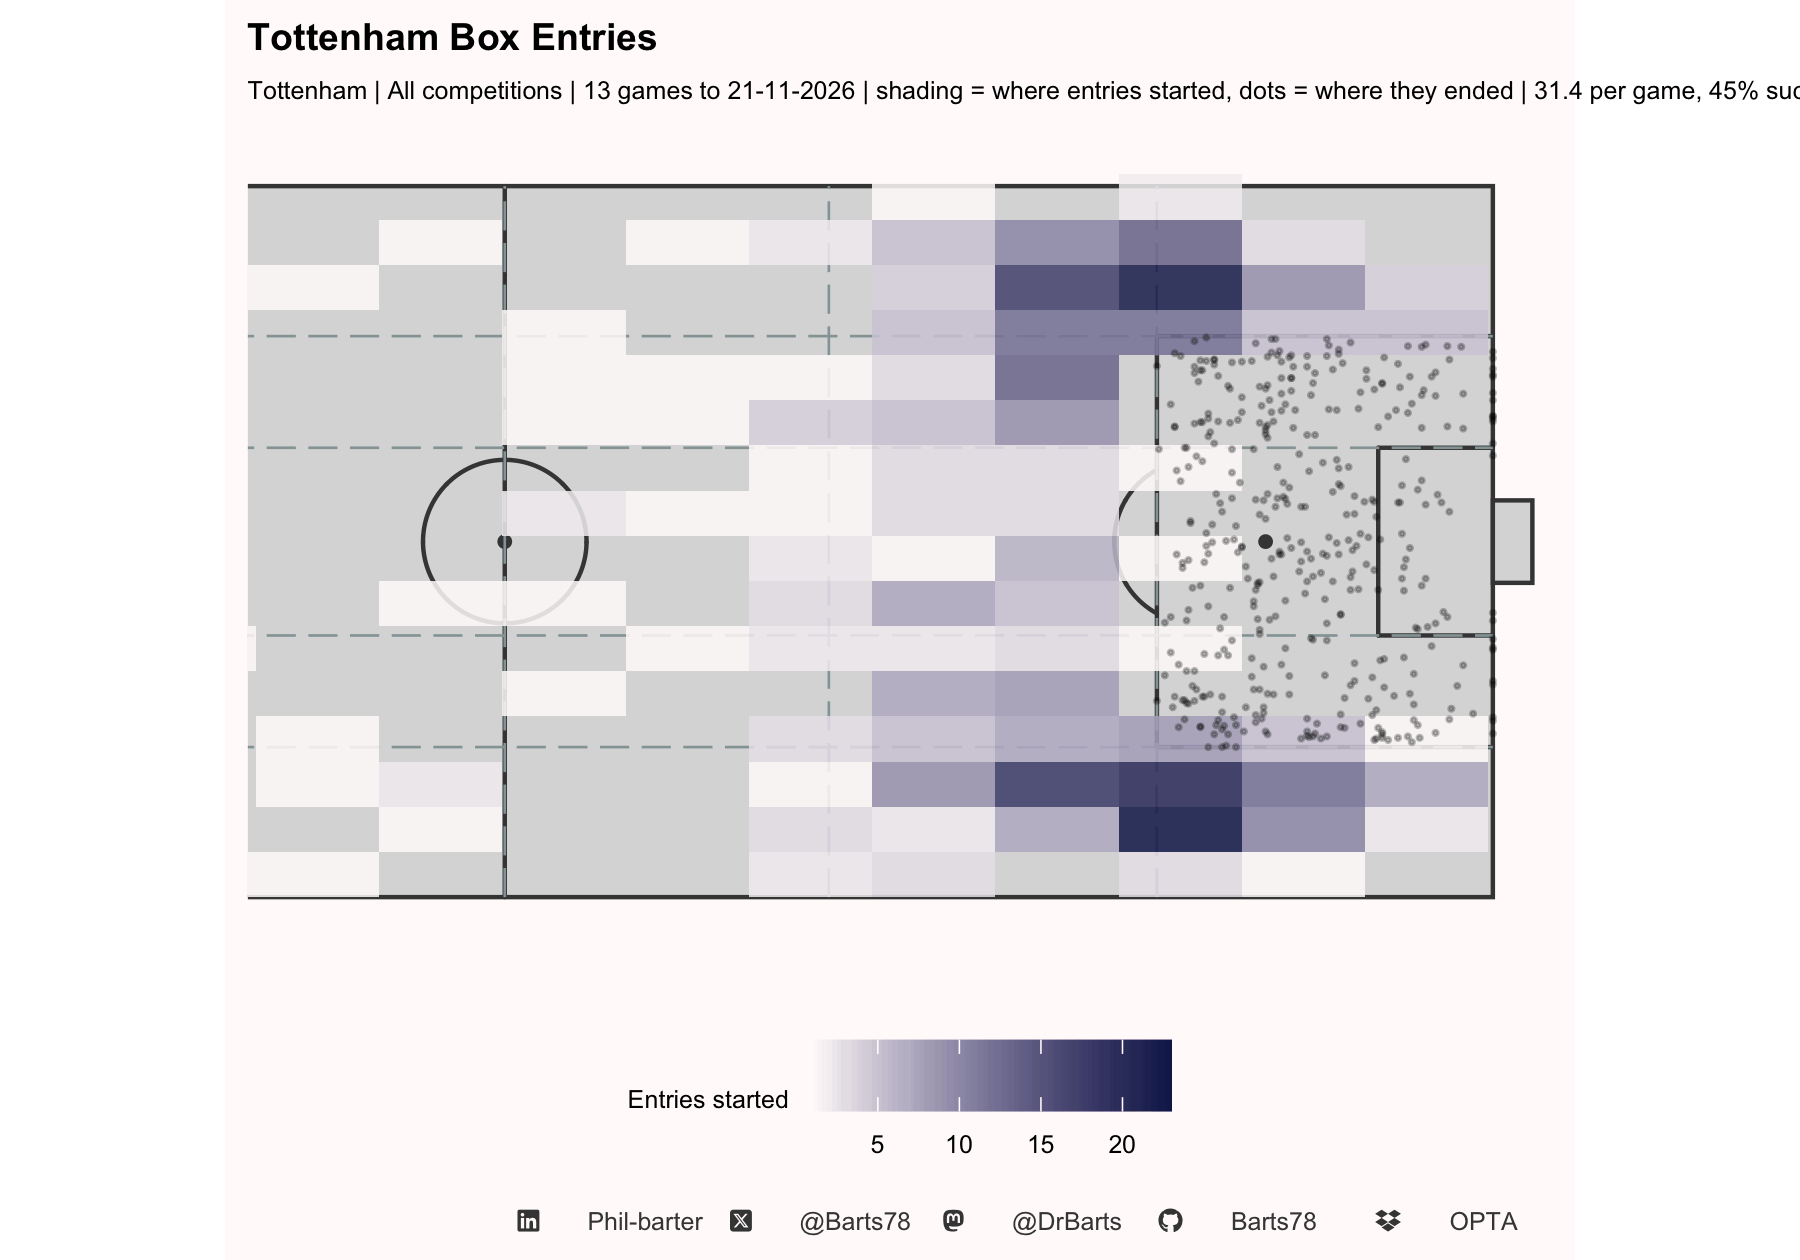 Tottenham Box Entries
Tottenham | All competitions | 13 games to 21-11-2026 | shading = where entries started, dots = where they ended | 31.4 per game, 45% suc
Entries started
5 10 15 20
Phil-barter @Barts78 @DrBarts Barts78 OPTA